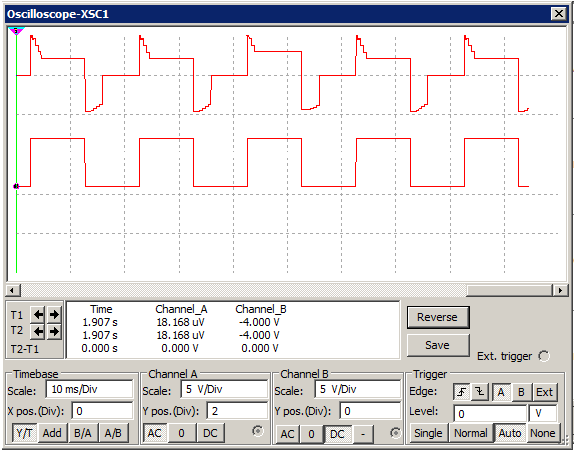 Oscilloscope-XSC1
T1
T2
T2-T1
Time Channel_A Channel_B
1.907 s 18.168 uV -4.000 V
1.907 s 18.168 uV -4.000 V
0.000 s 0.000 V 0.000 V
Reverse
Save
Ext. trigger
Timebase
Scale: 10 ms/Div
X pos.(Div): 0
Y/T Add B/A A/B
Channel A
Scale: 5 V/Div
Y pos.(Div): 2
AC 0 DC
Channel B
Scale: 5 V/Div
Y pos.(Div): 0
AC 0 DC -
Trigger
Edge: A B Ext
Level: 0 V
Single Normal Auto None